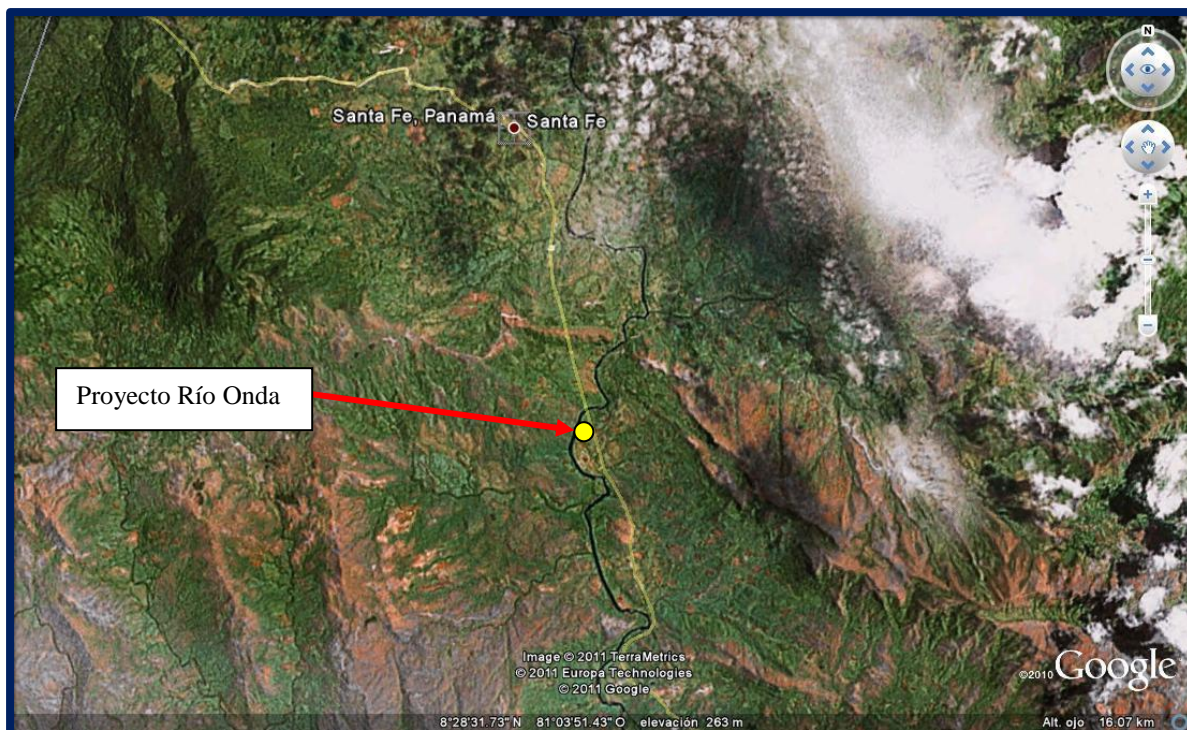 N
Santa Fe, Panamá
Santa Fe
Proyecto Río Onda
Image © 2011 TerraMetrics
© 2011 Europa Technologies
© 2011 Google
©2010 Google
8°28'31.73" N 81°03'51.43" O elevación 263 m
Alt. ojo 16.07 km